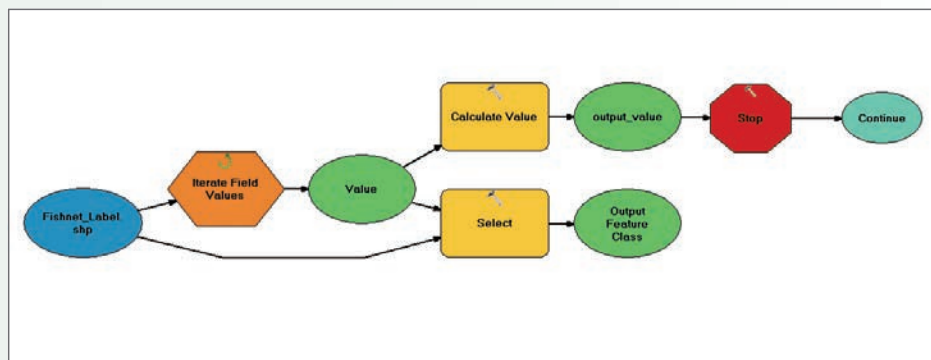 Fishnet_Label.
shp
Iterate Field
Values
Value
Calculate Value
output_value
Stop
Continue
Select
Output
Feature
Class